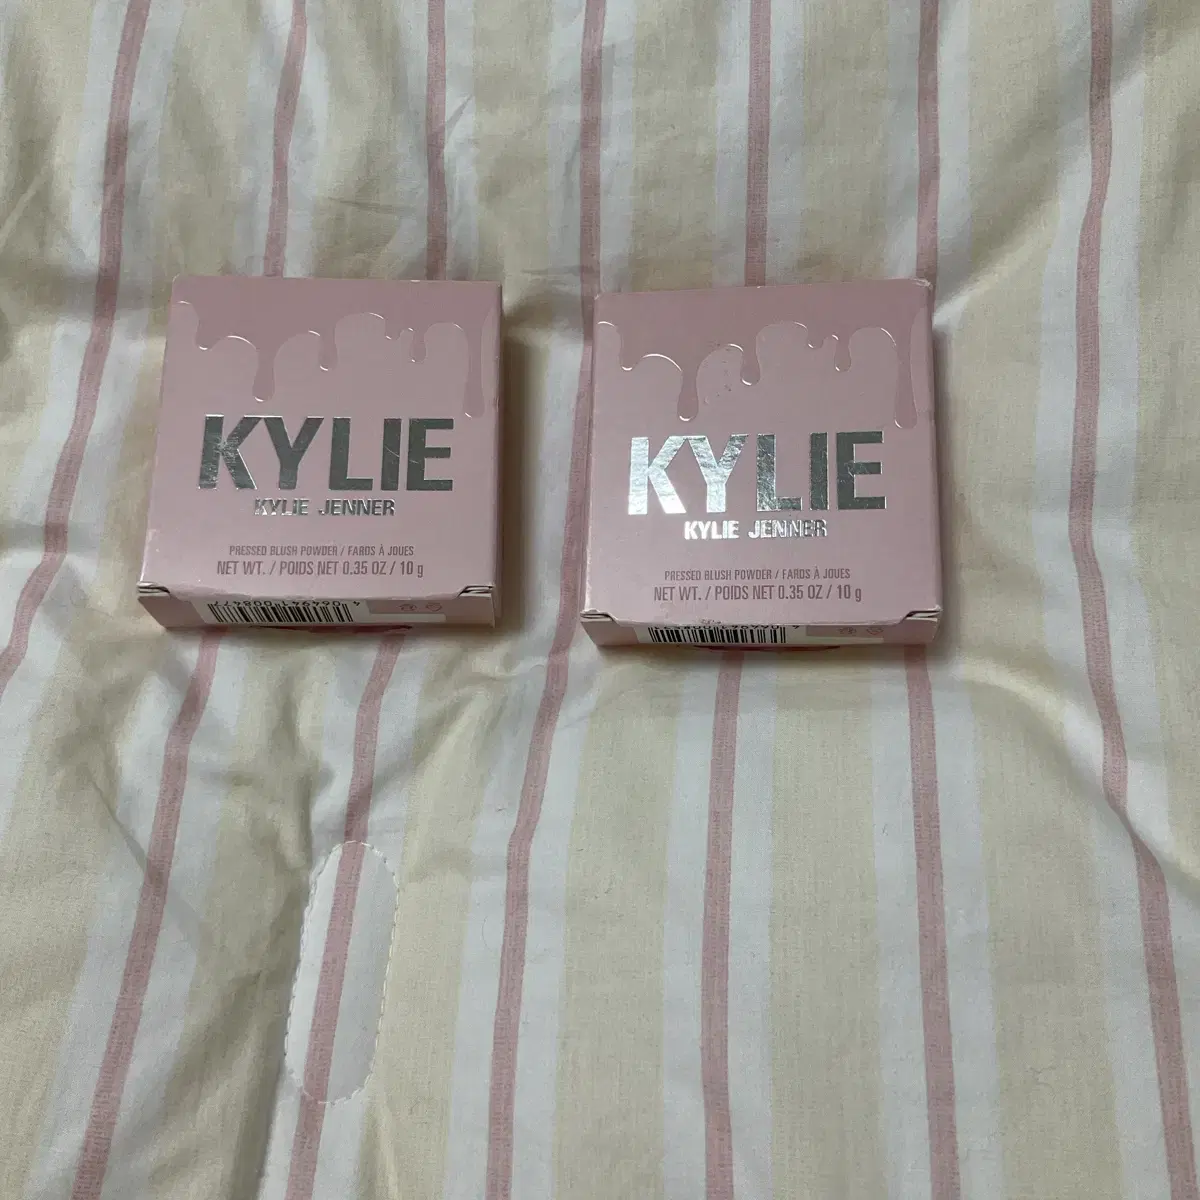 KYLIE
KYLIE JENNER
PRESSED BLUSH POWDER / FARDS À JOUES
NET WT. / POIDS NET 0.35 OZ / 10 g
KYLIE
KYLIE JENNER
PRESSED BLUSH POWDER / FARDS À JOUES
NET WT. / POIDS NET 0.35 OZ / 10 g